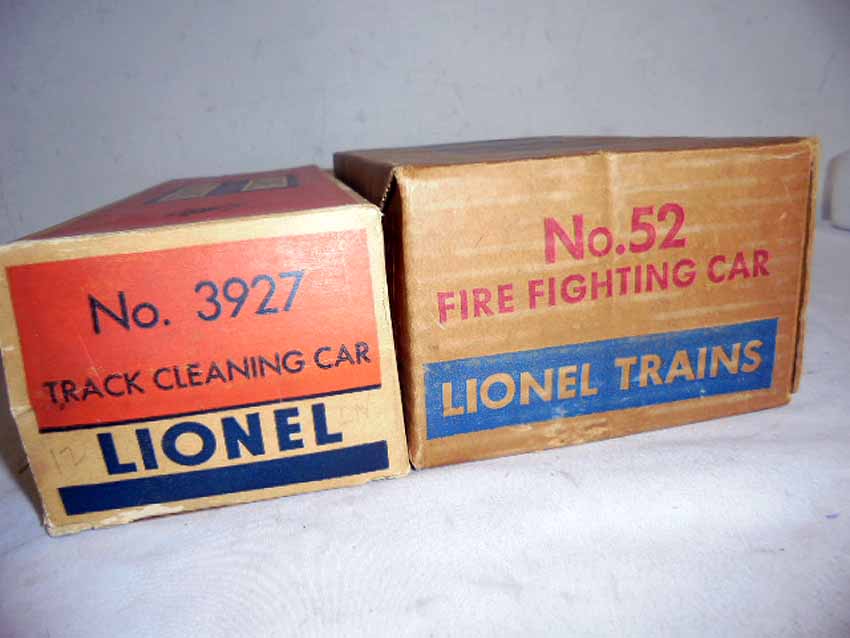 No. 3927
TRACK CLEANING CAR
LIONEL
No.52
FIRE FIGHTING CAR
LIONEL TRAINS